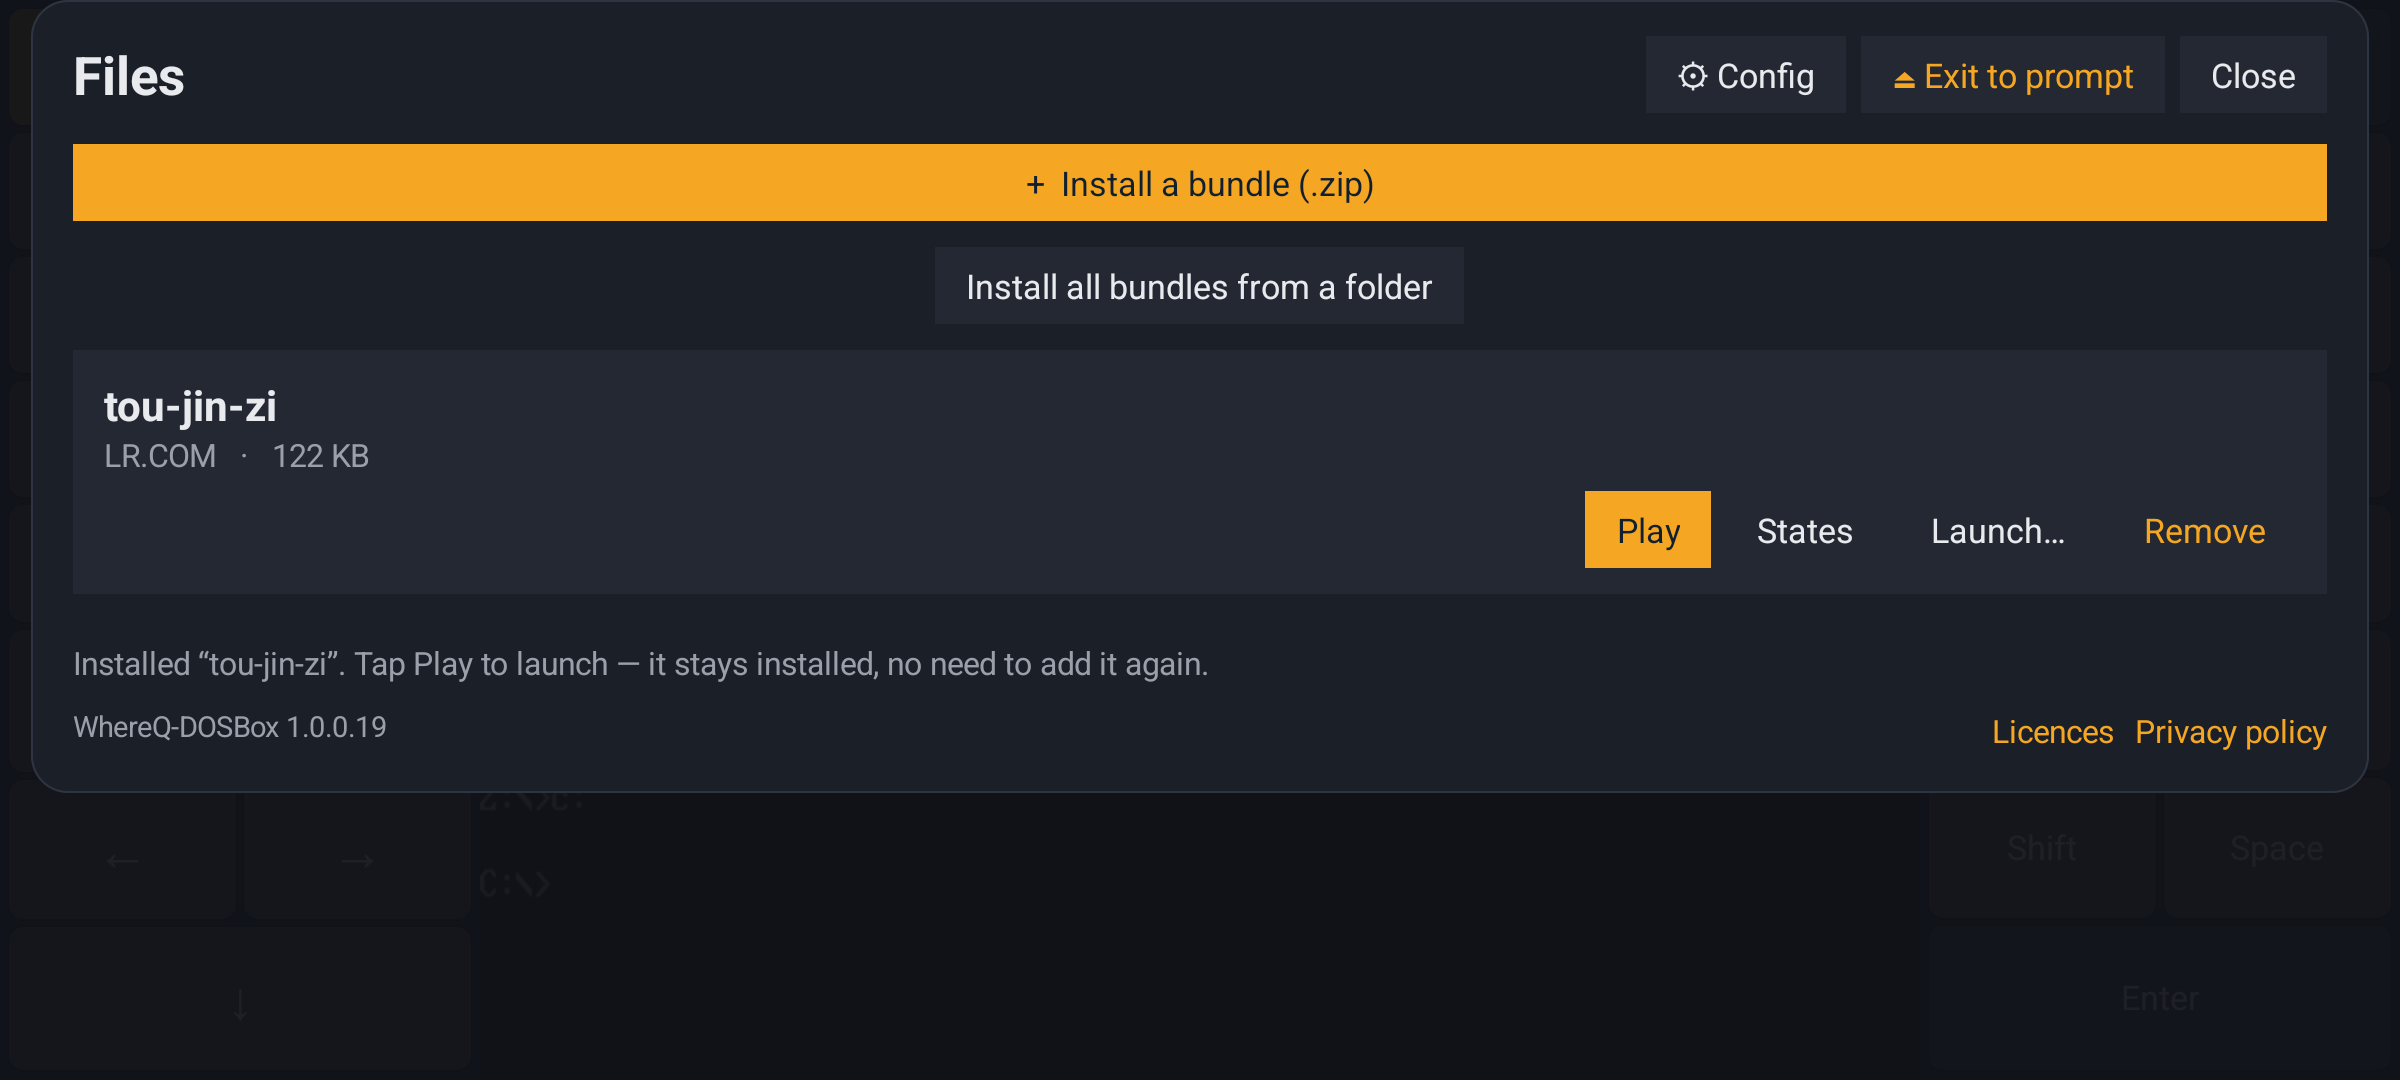 Files
Config
Exit to prompt
Close
+ Install a bundle (.zip)
Install all bundles from a folder
tou-jin-zi
LR.COM · 122 KB
Play
States
Launch...
Remove
Installed “tou-jin-zi”. Tap Play to launch — it stays installed, no need to add it again.
WhereQ-DOSBox 1.0.0.19
Licences
Privacy policy
Z:\>c:
← →
Shift
Space
C:\>
↓
Enter